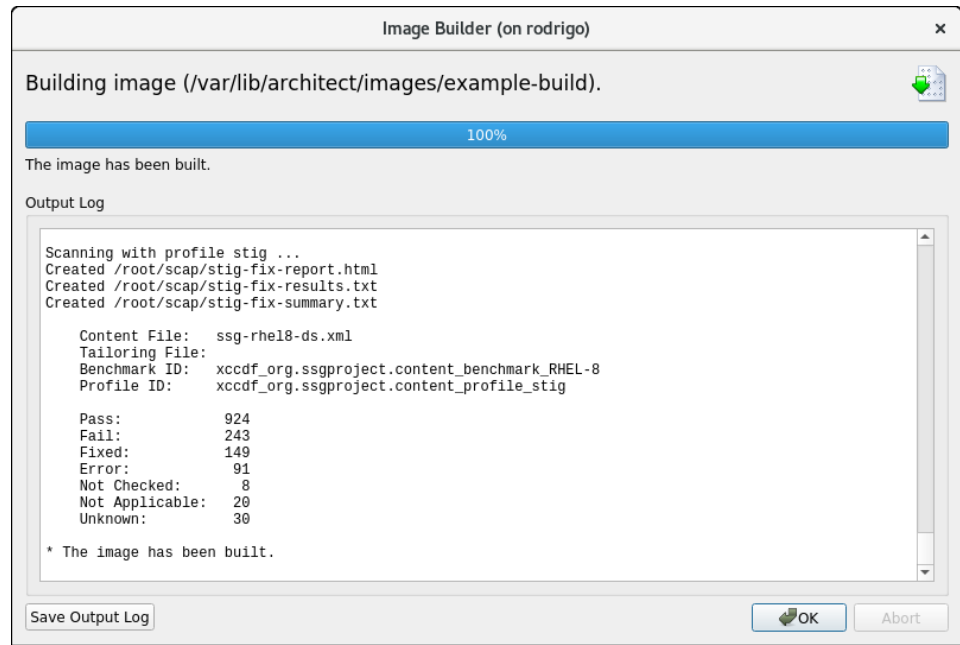 Image Builder (on rodrigo)
×
Building image (/var/lib/architect/images/example-build).
100%
The image has been built.
Output Log
Scanning with profile stig ...
Created /root/scap/stig-fix-report.html
Created /root/scap/stig-fix-results.txt
Created /root/scap/stig-fix-summary.txt
Content File: ssg-rhel8-ds.xml
Tailoring File:
Benchmark ID: xccdf_org.ssgproject.content_benchmark_RHEL-8
Profile ID: xccdf_org.ssgproject.content_profile_stig
Pass: 924
Fail: 243
Fixed: 149
Error: 91
Not Checked: 8
Not Applicable: 20
Unknown: 30
* The image has been built.
Save Output Log
OK
Abort